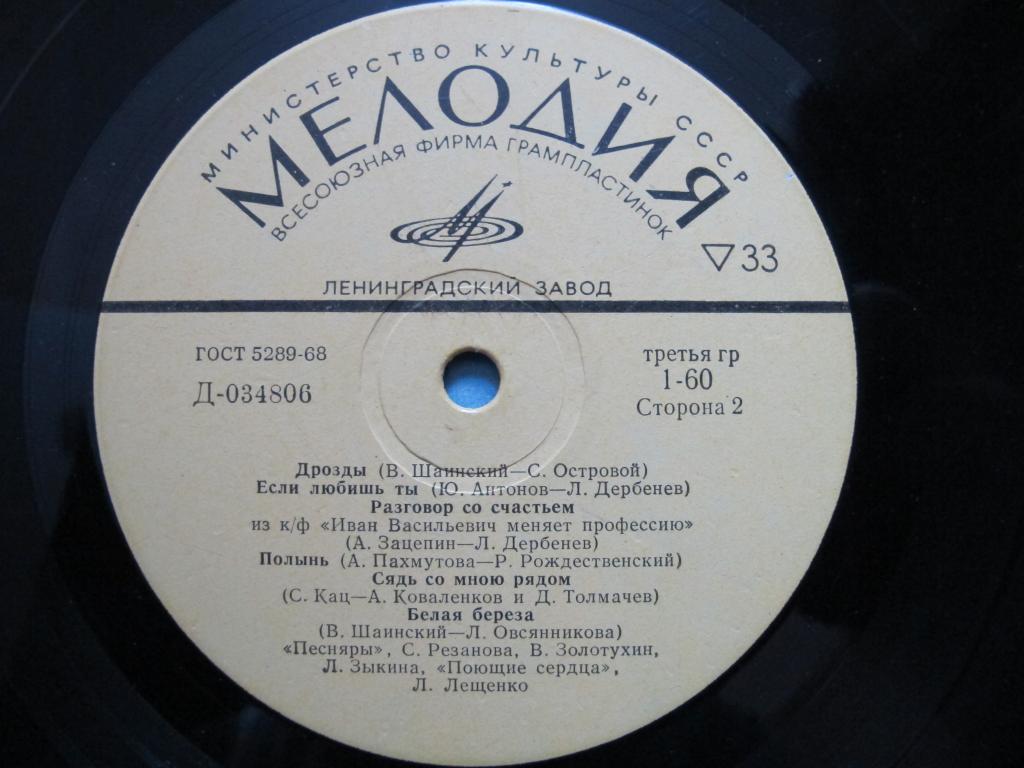 МИНИСТЕРСТВО КУЛЬТУРЫ СССР
МЕЛОДИЯ
ВСЕСОЮЗНАЯ ФИРМА ГРАМПЛАСТИНОК
▽33
ЛЕНИНГРАДСКИЙ ЗАВОД
ГОСТ 5289-68
Д-034806
третья гр
1-60
Сторона 2
Дрозды (В. Шаинский—С. Островой)
Если любишь ты (Ю. Антонов—Л. Дербенев)
Разговор со счастьем
из к/ф «Иван Васильевич меняет профессию»
(А. Зацепин—Л. Дербенев)
Полынь (А. Пахмутова—Р. Рождественский)
Сядь со мною рядом
(С. Кац—А. Коваленков и Д. Толмачев)
Белая береза
(В. Шаинский—Л. Овсянникова)
«Песняры», С. Резанова, В. Золотухин,
Л. Зыкина, «Поющие сердца»,
Л. Лещенко